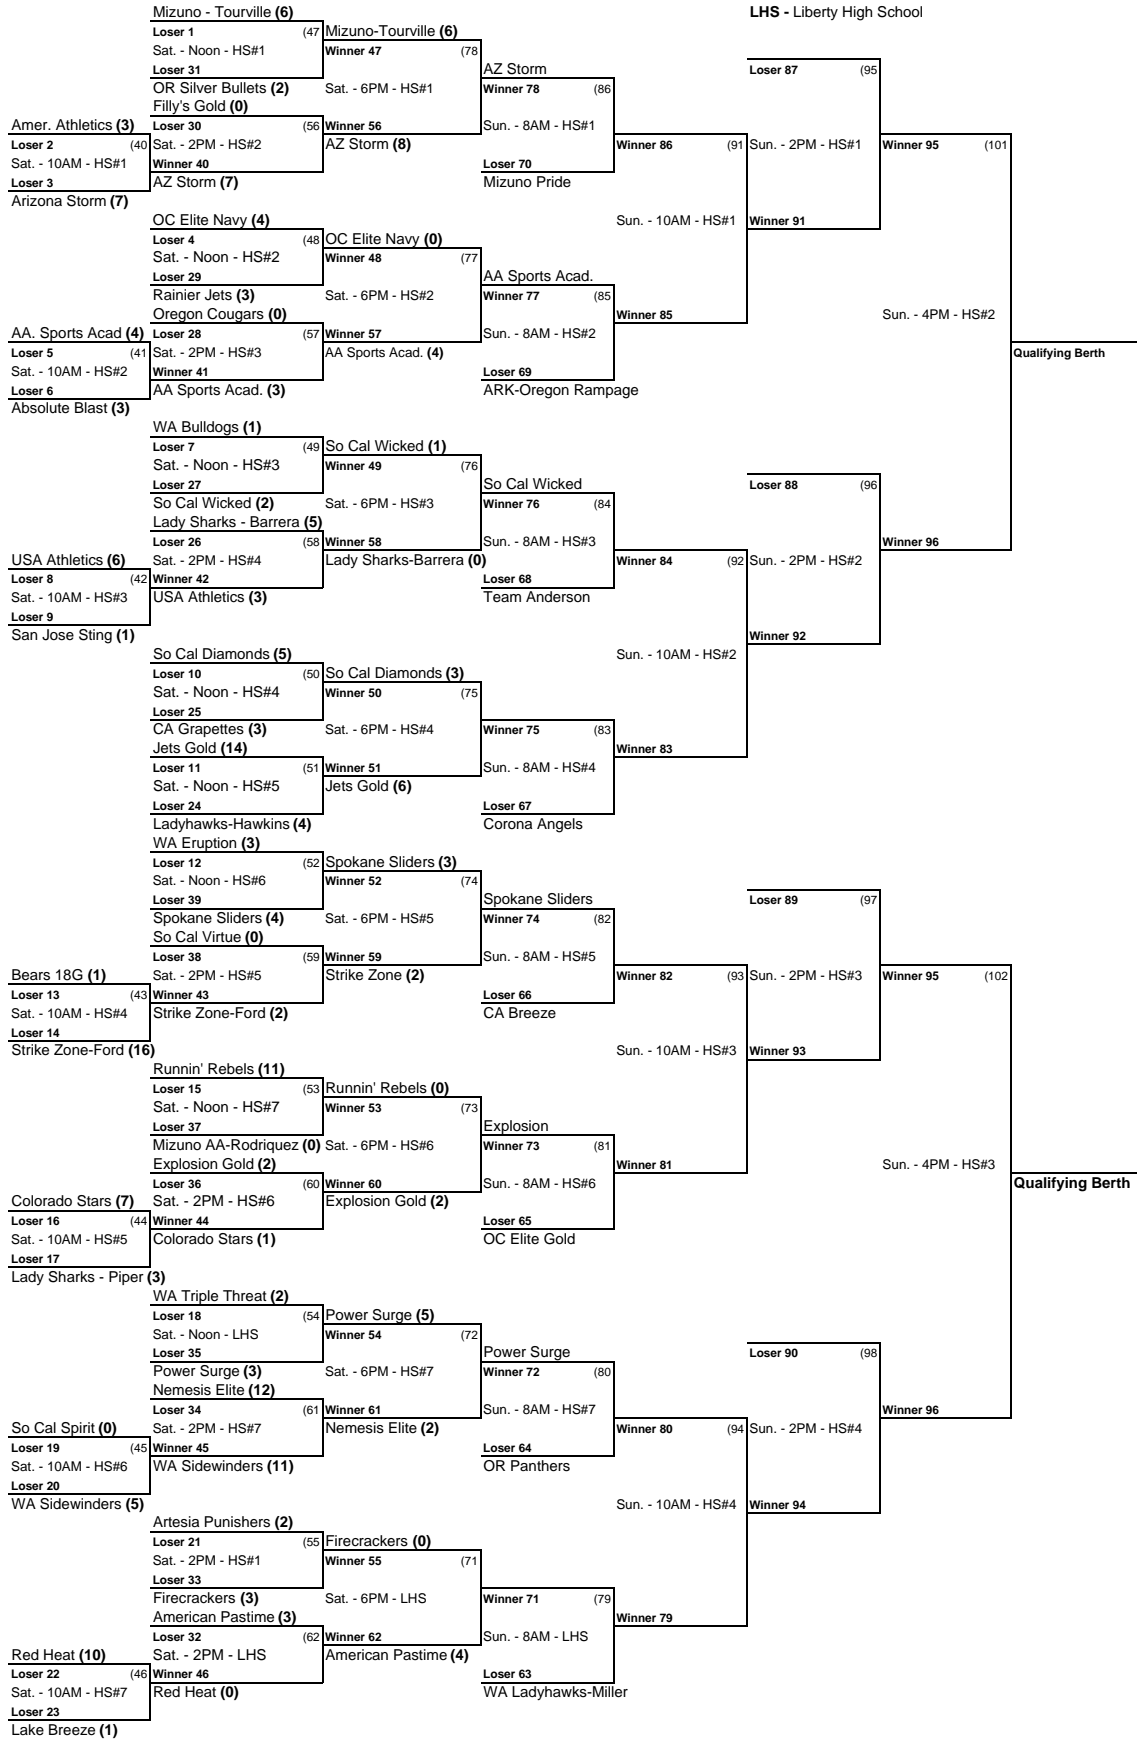 Mizuno - Tourville (6)
LHS - Liberty High School
Loser 1 (47 Mizuno-Tourville (6)
Sat. - Noon - HS#1 Winner 47 (78
Loser 31 AZ Storm Loser 87 (95
OR Silver Bullets (2) Sat. - 6PM - HS#1 Winner 78 (86
Filly's Gold (0)
Amer. Athletics (3) Loser 30 (56 Winner 56 Sun. - 8AM - HS#1
Loser 2 (40 Sat. - 2PM - HS#2 AZ Storm (8) Winner 86 (91 Sun. - 2PM - HS#1 Winner 95 (101
Sat. - 10AM - HS#1 Winner 40 Loser 70
Loser 3 AZ Storm (7) Mizuno Pride
Arizona Storm (7)
OC Elite Navy (4) Sun. - 10AM - HS#1 Winner 91
Loser 4 (48 OC Elite Navy (0)
Sat. - Noon - HS#2 Winner 48 (77
Loser 29 AA Sports Acad.
Rainier Jets (3) Sat. - 6PM - HS#2 Winner 77 (85
Oregon Cougars (0) Winner 85 Sun. - 4PM - HS#2
AA. Sports Acad (4) Loser 28 (57 Winner 57 Sun. - 8AM - HS#2
Loser 5 (41 Sat. - 2PM - HS#3 AA Sports Acad. (4) Qualifying Berth
Sat. - 10AM - HS#2 Winner 41 Loser 69
Loser 6 AA Sports Acad. (3) ARK-Oregon Rampage
Absolute Blast (3)
WA Bulldogs (1)
Loser 7 (49 So Cal Wicked (1)
Sat. - Noon - HS#3 Winner 49 (76
Loser 27 So Cal Wicked Loser 88 (96
So Cal Wicked (2) Sat. - 6PM - HS#3 Winner 76 (84
Lady Sharks - Barrera (5)
Loser 26 (58 Winner 58 Sun. - 8AM - HS#3
USA Athletics (6) Sat. - 2PM - HS#4 Lady Sharks-Barrera (0) Winner 84 (92 Sun. - 2PM - HS#2 Winner 96
Loser 8 (42 Winner 42 Loser 68
Sat. - 10AM - HS#3 USA Athletics (3) Team Anderson
Loser 9
San Jose Sting (1) Winner 92
So Cal Diamonds (5) Sun. - 10AM - HS#2
Loser 10 (50 So Cal Diamonds (3)
Sat. - Noon - HS#4 Winner 50 (75
Loser 25
CA Grapettes (3) Sat. - 6PM - HS#4 Winner 75 (83
Jets Gold (14) Winner 83
Loser 11 (51 Winner 51 Sun. - 8AM - HS#4
Sat. - Noon - HS#5 Jets Gold (6)
Loser 24 Loser 67
Ladyhawks-Hawkins (4) Corona Angels
WA Eruption (3)
Loser 12 (52 Spokane Sliders (3)
Sat. - Noon - HS#6 Winner 52 (74
Loser 39 Spokane Sliders Loser 89 (97
Spokane Sliders (4) Sat. - 6PM - HS#5 Winner 74 (82
So Cal Virtue (0)
Loser 38 (59 Winner 59 Sun. - 8AM - HS#5
Bears 18G (1) Sat. - 2PM - HS#5 Strike Zone (2) Winner 82 (93 Sun. - 2PM - HS#3 Winner 95 (102
Loser 13 (43 Winner 43 Loser 66
Sat. - 10AM - HS#4 Strike Zone-Ford (2) CA Breeze
Loser 14
Strike Zone-Ford (16) Sun. - 10AM - HS#3 Winner 93
Runnin' Rebels (11)
Loser 15 (53 Runnin' Rebels (0)
Sat. - Noon - HS#7 Winner 53 (73
Loser 37 Explosion
Mizuno AA-Rodriquez (0) Sat. - 6PM - HS#6 Winner 73 (81
Explosion Gold (2) Winner 81 Sun. - 4PM - HS#3
Loser 36 (60 Winner 60 Sun. - 8AM - HS#6 Qualifying Berth
Colorado Stars (7) Sat. - 2PM - HS#6 Explosion Gold (2)
Loser 16 (44 Winner 44 Loser 65
Sat. - 10AM - HS#5 Colorado Stars (1) OC Elite Gold
Loser 17
Lady Sharks - Piper (3)
WA Triple Threat (2)
Loser 18 (54 Power Surge (5)
Sat. - Noon - LHS Winner 54 (72
Loser 35 Power Surge Loser 90 (98
Power Surge (3) Sat. - 6PM - HS#7 Winner 72 (80
Nemesis Elite (12)
Loser 34 (61 Winner 61 Sun. - 8AM - HS#7
So Cal Spirit (0) Sat. - 2PM - HS#7 Nemesis Elite (2) Winner 80 (94 Sun. - 2PM - HS#4 Winner 96
Loser 19 (45 Winner 45 Loser 64
Sat. - 10AM - HS#6 WA Sidewinders (11) OR Panthers
Loser 20
WA Sidewinders (5) Sun. - 10AM - HS#4 Winner 94
Artesia Punishers (2)
Loser 21 (55 Firecrackers (0)
Sat. - 2PM - HS#1 Winner 55 (71
Loser 33
Firecrackers (3) Sat. - 6PM - LHS Winner 71 (79
American Pastime (3) Winner 79
Loser 32 (62 Winner 62 Sun. - 8AM - LHS
Red Heat (10) Sat. - 2PM - LHS American Pastime (4)
Loser 22 (46 Winner 46 Loser 63
Sat. - 10AM - HS#7 Red Heat (0) WA Ladyhawks-Miller
Loser 23
Lake Breeze (1)